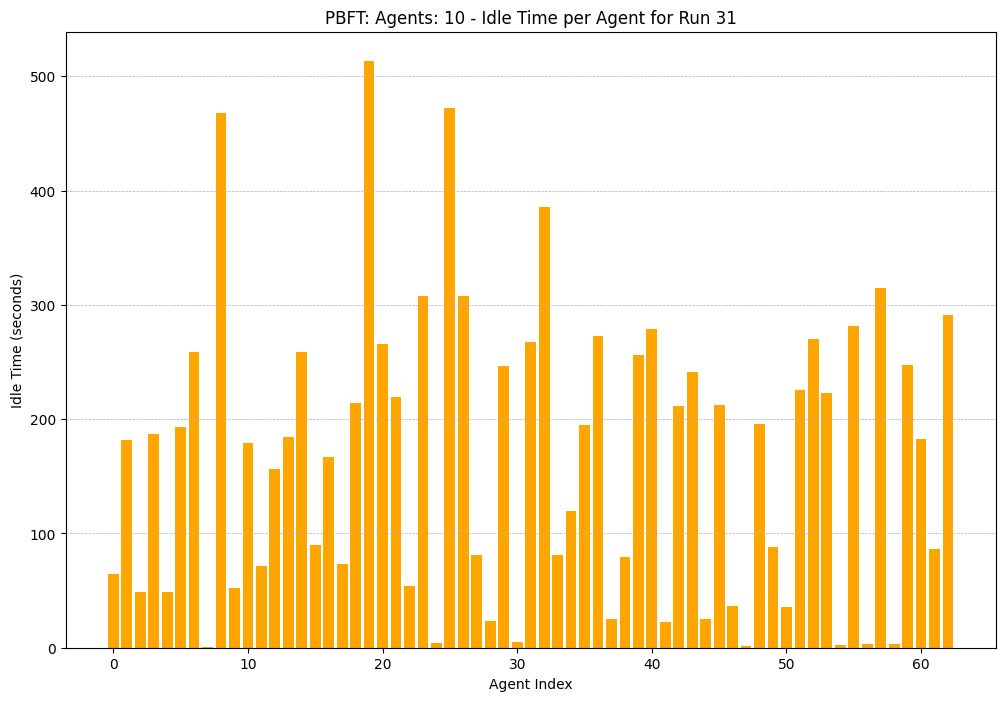 PBFT: Agents: 10 - Idle Time per Agent for Run 31
Idle Time (seconds)
500
400
300
200
100
0
0 10 20 30 40 50 60
Agent Index